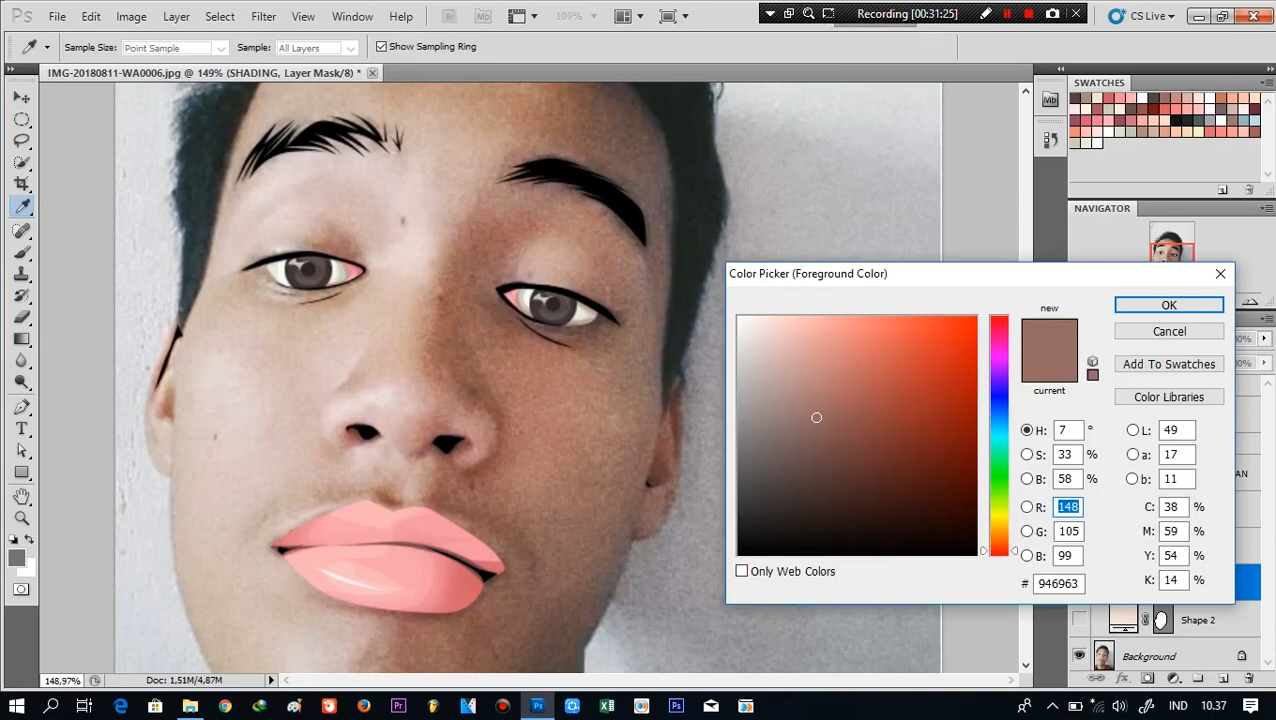 Ps File Edit Image Layer Select Filter View Window Help Br Mb 100% Recording [00:31:25] CS Live
Sample Size: Point Sample Sample: All Layers Show Sampling Ring
IMG-20180811-WA0006.jpg @ 149% (SHADING, Layer Mask/8) *
SWATCHES
Mb
NAVIGATOR
Color Picker (Foreground Color)
new
current
OK
Cancel
Add To Swatches
Color Libraries
H: 7 ° L: 49
S: 33 % a: 17
B: 58 % b: 11
R: 148 C: 38 %
G: 105 M: 59 %
B: 99 Y: 54 %
# 946963 K: 14 %
Only Web Colors
AN
Shape 2
Background
148,97% Doc: 1,51M/4,87M
IND 10.37